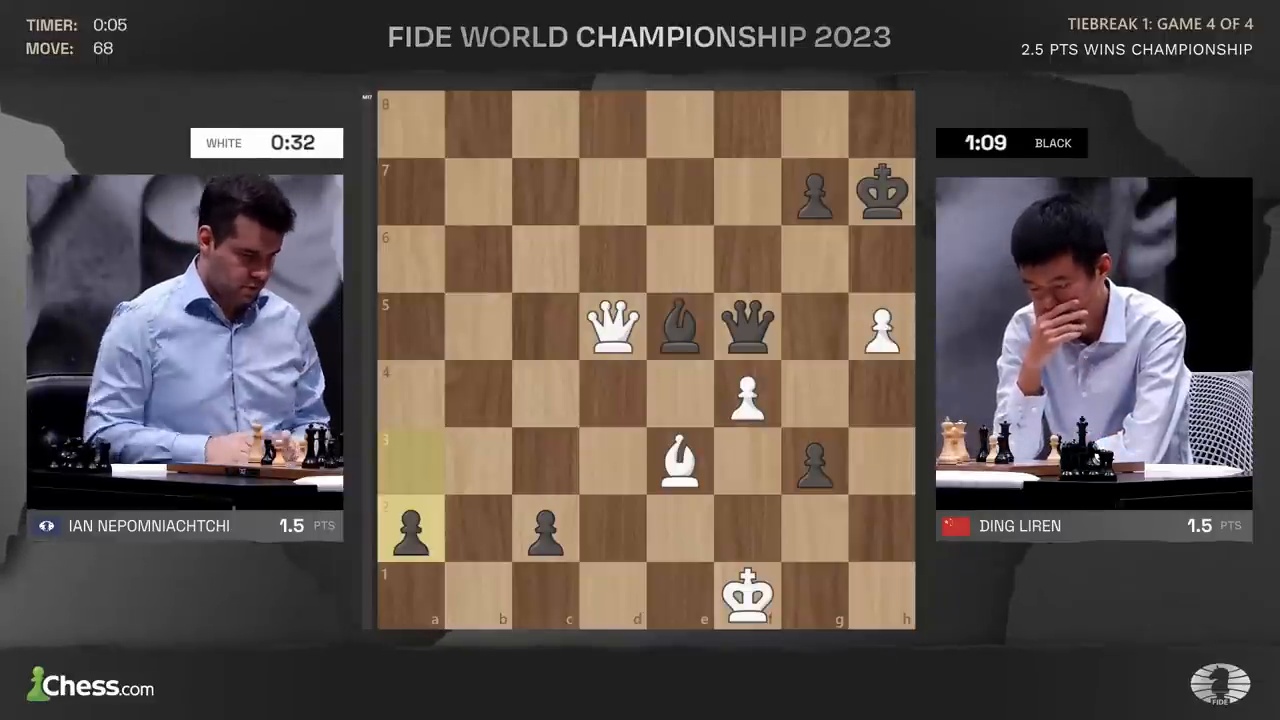 TIMER: 0:05
MOVE: 68
FIDE WORLD CHAMPIONSHIP 2023
TIEBREAK 1: GAME 4 OF 4
2.5 PTS WINS CHAMPIONSHIP
M17
WHITE 0:32
1:09 BLACK
8
7
6
5
4
3
2
1
a b c d e f g h
IAN NEPOMNIACHTCHI 1.5 PTS
DING LIREN 1.5 PTS
Chess.com
FIDE